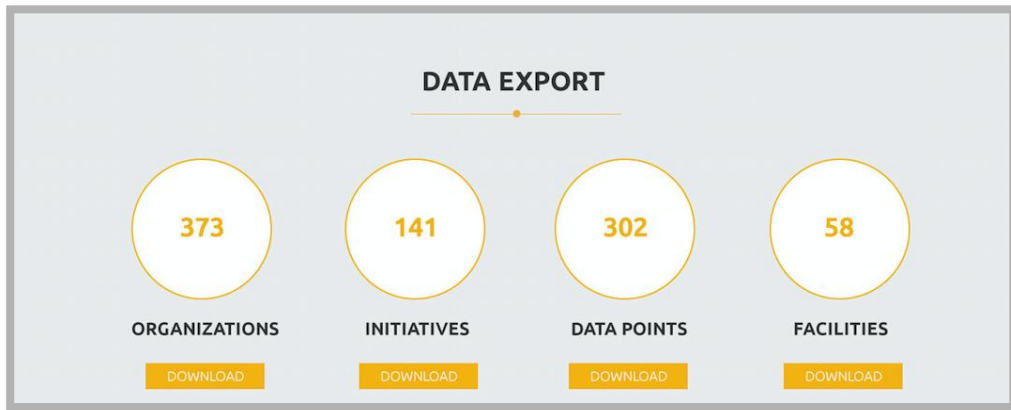 DATA EXPORT
373
141
302
58
ORGANIZATIONS
INITIATIVES
DATA POINTS
FACILITIES
DOWNLOAD
DOWNLOAD
DOWNLOAD
DOWNLOAD